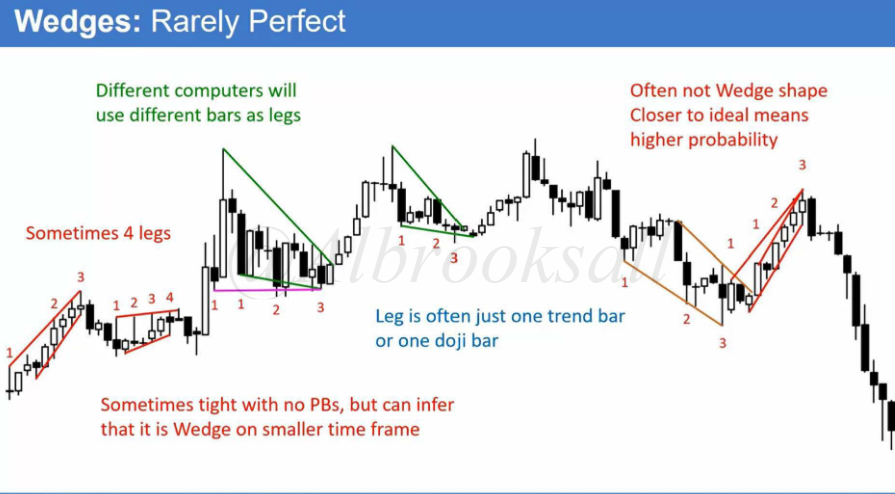 Wedges: Rarely Perfect
Different computers will
use different bars as legs
Often not Wedge shape
Closer to ideal means
higher probability
Sometimes 4 legs
1
2
3
1 2 3 4
1
1
2
3
1
2
3
1
2
3
1
1
2
3
@Albrooksall
Leg is often just one trend bar
or one doji bar
Sometimes tight with no PBs, but can infer
that it is Wedge on smaller time frame